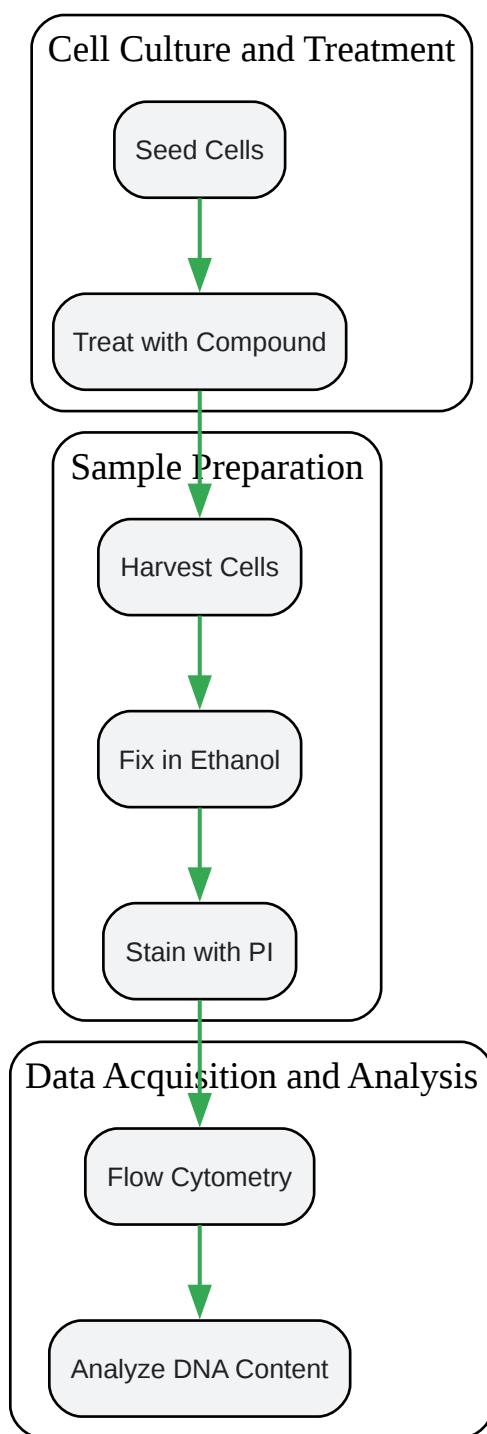 Cell Culture and Treatment
Seed Cells
Treat with Compound
Sample Preparation
Harvest Cells
Fix in Ethanol
Stain with PI
Data Acquisition and Analysis
Flow Cytometry
Analyze DNA Content